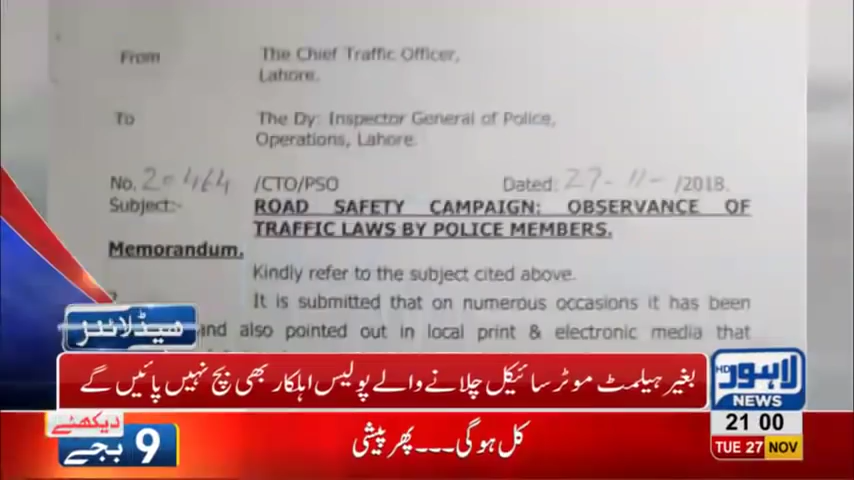 From The Chief Traffic Officer,
Lahore.
To The Dy: Inspector General of Police,
Operations, Lahore.
No. 20464 /CTO/PSO Dated: 27-11-/2018.
Subject:- ROAD SAFETY CAMPAIGN: OBSERVANCE OF
TRAFFIC LAWS BY POLICE MEMBERS.
Memorandum.
Kindly refer to the subject cited above.
2 It is submitted that on numerous occasions it has been
and also pointed out in local print & electronic media that
ہیڈلائنز
بغیر ہیلمٹ موٹر سائیکل چلانے والے پولیس اہلکار بھی بچ نہیں پائیں گے
لاہور HD
NEWS
21 00
TUE 27 NOV
دیکھئے
9 بجے
کل ہوگی۔۔۔پھر پیشی